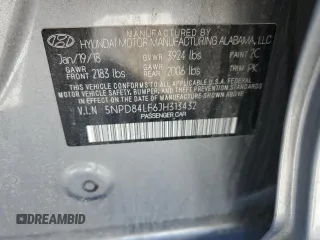 HYUNDAI MOTOR MANUFACTURING ALABAMA, LLC
Jan/19/18 GVWR 3924 lbs PAINT 2C
GAWR FRONT 2183 lbs GAWR REAR 2006 lbs TRIM PK
THIS VEHICLE CONFORMS TO ALL APPLICABLE U.S. FEDERAL
MOTOR VEHICLE SAFETY, BUMPER, AND THEFT PREVENTION
STANDARDS IN EFFECT ON THE DATE OF MANUFACTURE
SHOWN ABOVE.
V.I.N : 5NPD84LF6JH313432
PASSENGER CAR
AUTOBIDCAR